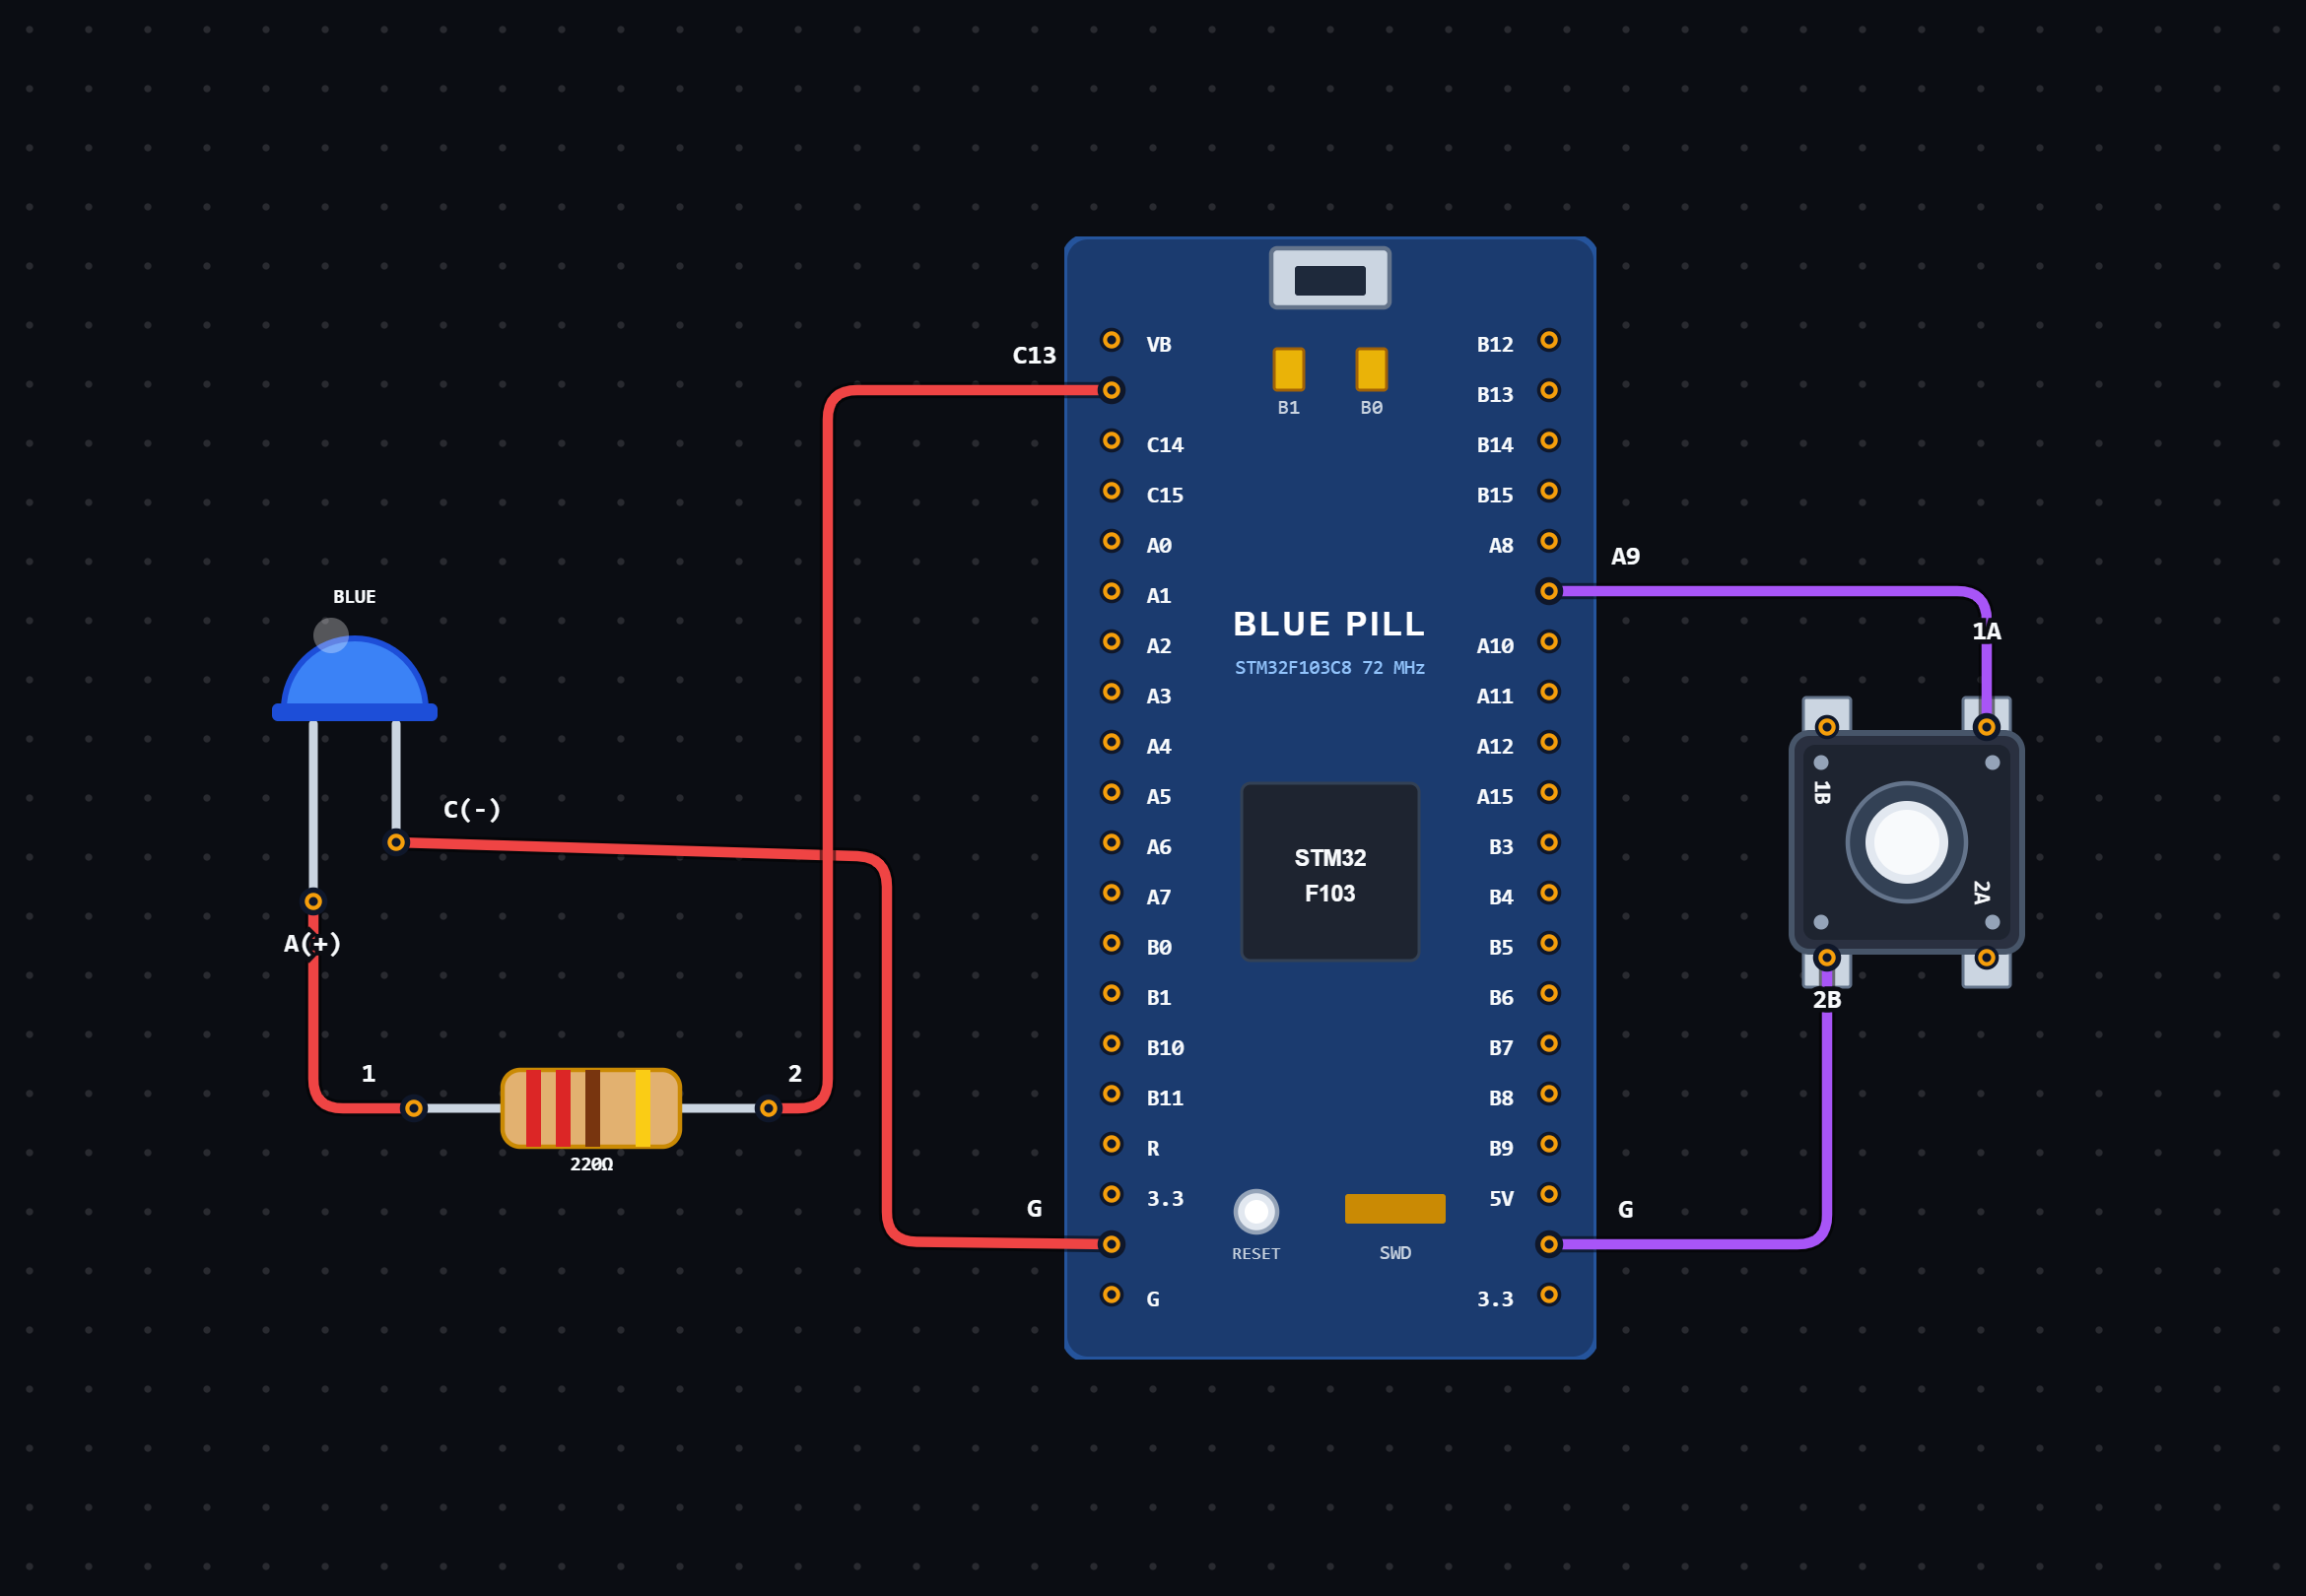 C13
VB
B12
B13
B1
B0
C14
B14
C15
B15
A0
A8
A9
A1
BLUE
BLUE PILL
STM32F103C8 72 MHz
A2
A10
1A
A3
A11
A4
A12
A5
A15
1B
C(-)
A6
B3
STM32
F103
A7
B4
2A
A(+)
B0
B5
B1
B6
2B
B10
B7
1
2
B11
B8
220Ω
R
B9
3.3
5V
G
G
RESET
SWD
G
3.3